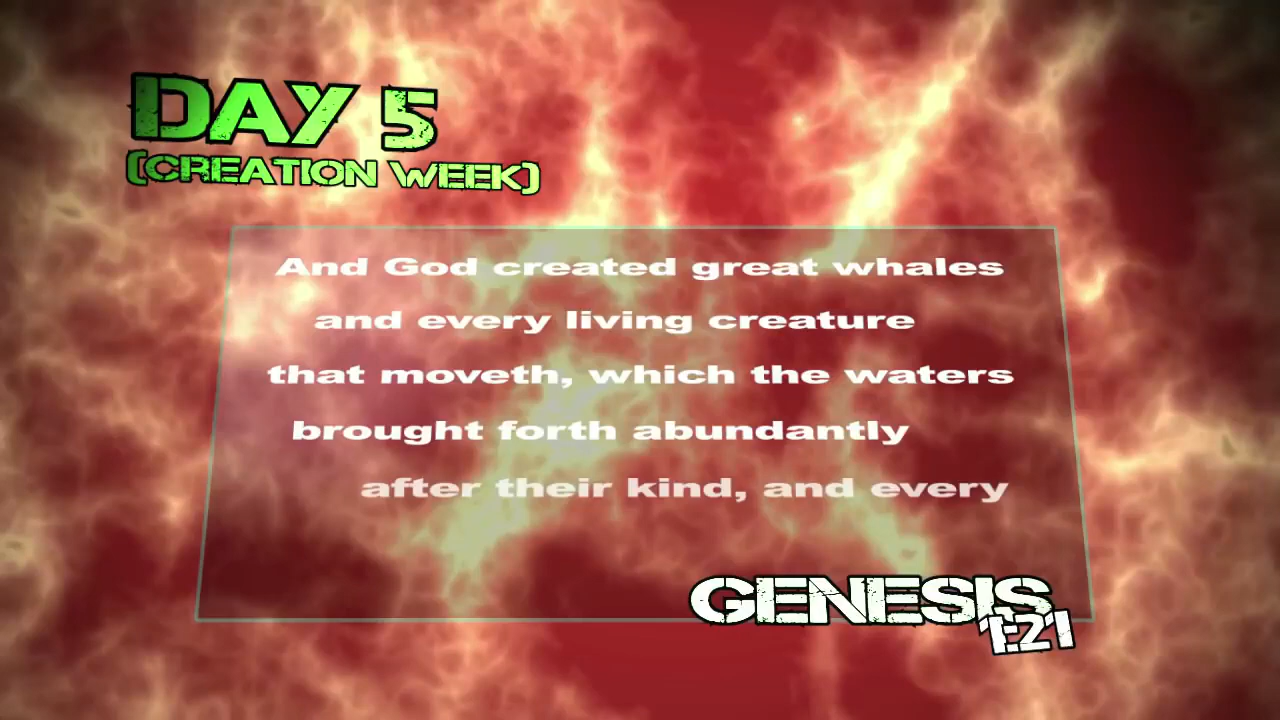 DAY 5
(CREATION WEEK)
And God created great whales
and every living creature
that moveth, which the waters
brought forth abundantly
after their kind, and every
GENESIS
1:21